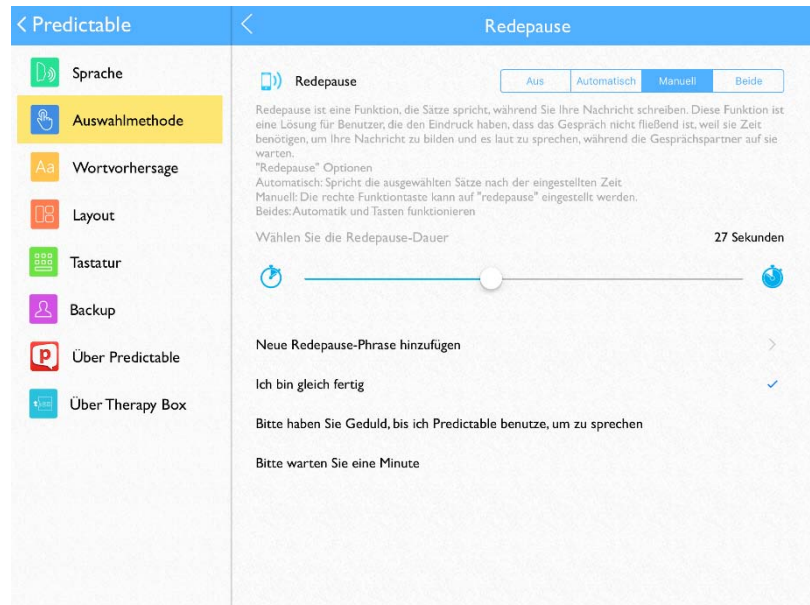 Predictable
Redepause
Sprache
Auswahlmethode
Aa
Wortvorhersage
Layout
Tastatur
Backup
p
Über Predictable
Über Therapy Box
Redepause
Aus
Automatisch
Manuell
Beide
Redepause ist eine Funktion, die Sätze spricht, während Sie Ihre Nachricht schreiben. Diese Funktion ist
eine Lösung für Benutzer, die den Eindruck haben, dass das Gespräch nicht fließend ist, weil sie Zeit
benötigen, um Ihre Nachricht zu bilden und es laut zu sprechen, während die Gesprächspartner auf sie
warten.
"Redepause" Optionen
Automatisch: Spricht die ausgewählten Sätze nach der eingestellten Zeit
Manuell: Die rechte Funktiontaste kann auf "redepause" eingestellt werden.
Beides: Automatik und Tasten funktionieren
Wählen Sie die Redepause-Dauer
27 Sekunden
Neue Redepause-Phrase hinzufügen
Ich bin gleich fertig
Bitte haben Sie Geduld, bis ich Predictable benutze, um zu sprechen
Bitte warten Sie eine Minute